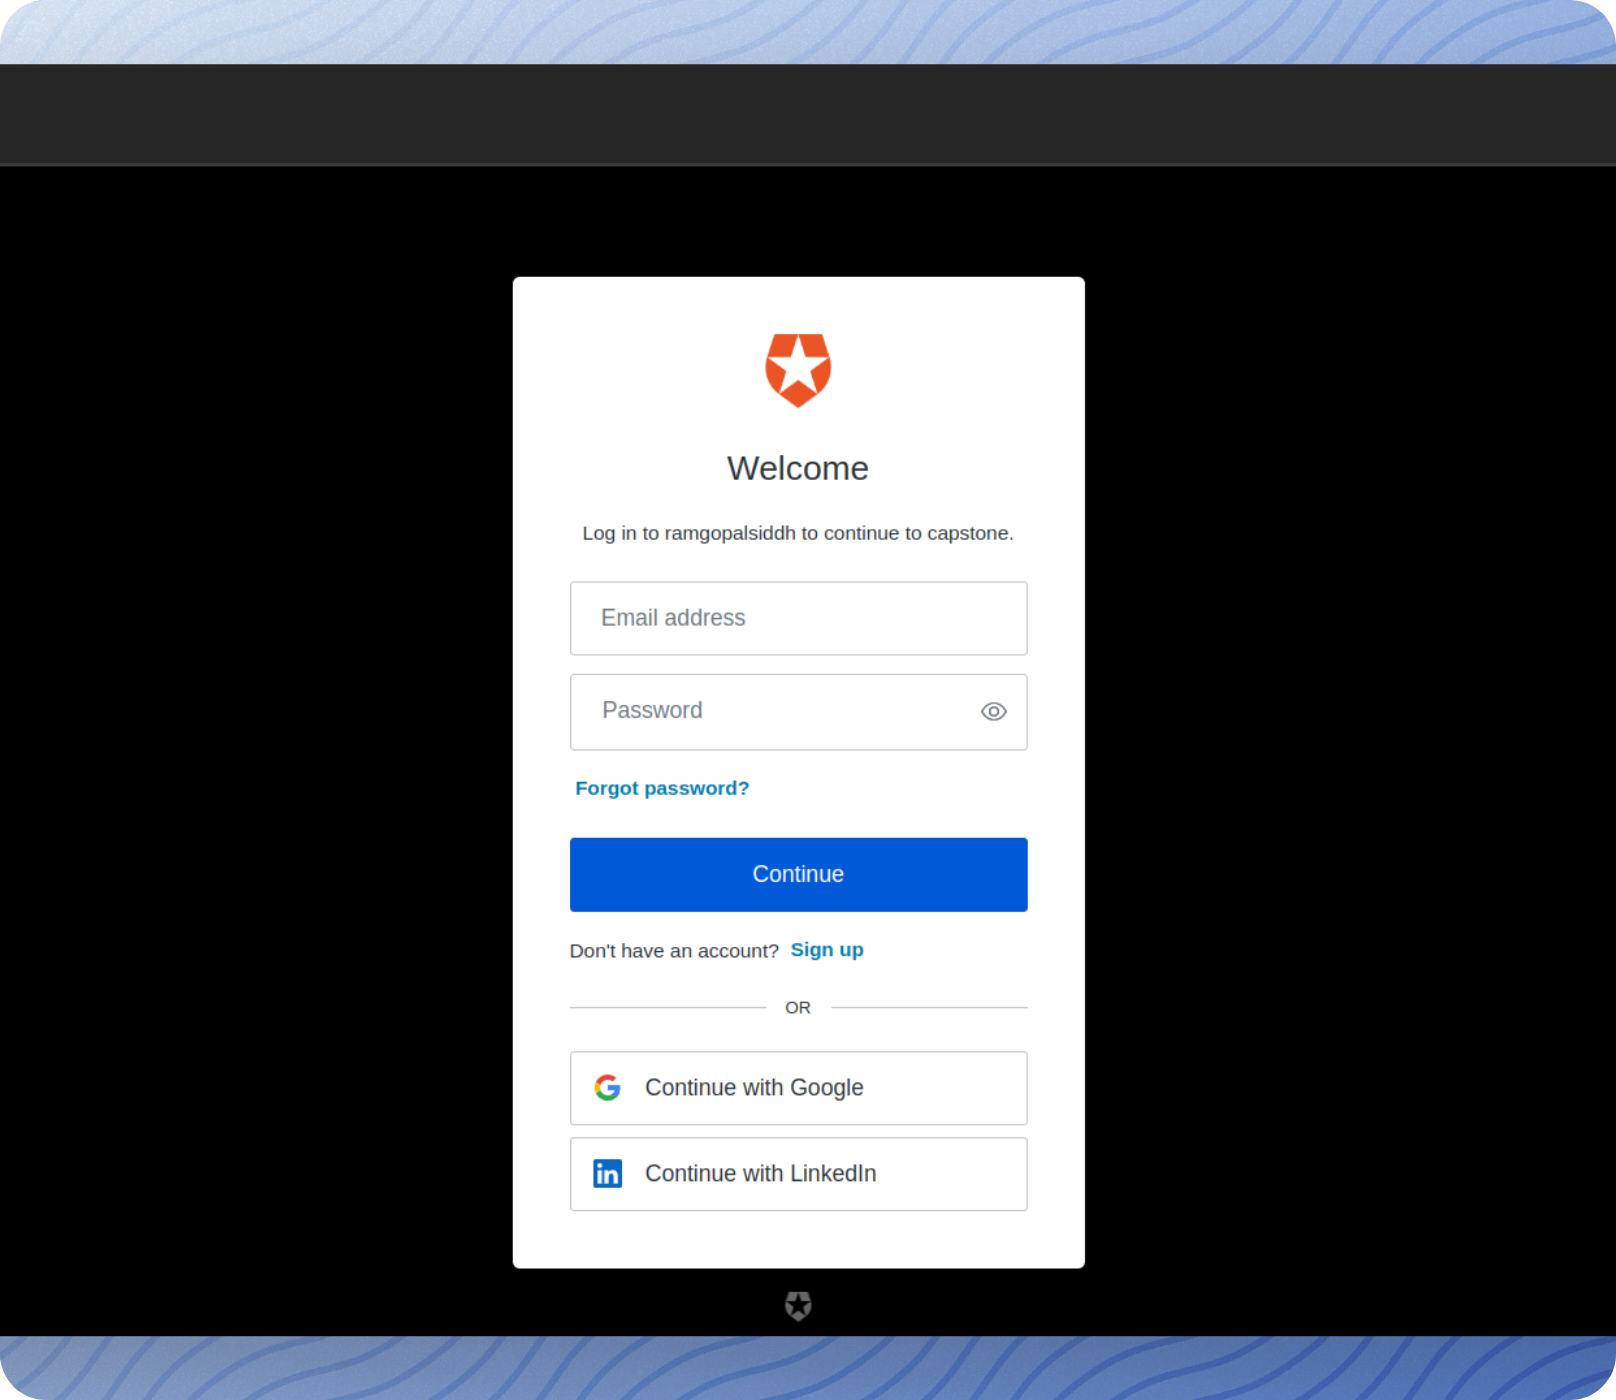 Welcome
Log in to ramgopalsiddh to continue to capstone.
Email address
Password
Forgot password?
Continue
Don't have an account? Sign up
OR
Continue with Google
Continue with LinkedIn